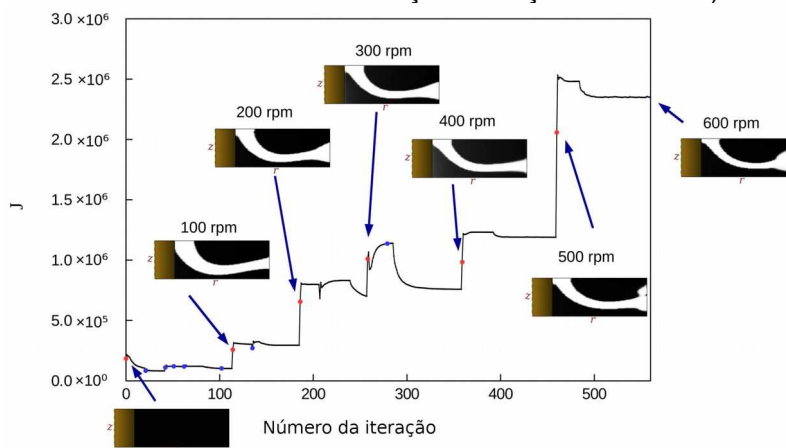 3.0 10⁶
2.5 10⁶
2.0 10⁶
1.5 10⁶
1.0 10⁶
5.0 10⁵
0.0 10⁰
J
0
100
200
300
400
500
Número da iteração
z
100 rpm
z
r
200 rpm
z
r
300 rpm
z
r
400 rpm
z
r
500 rpm
z
r
600 rpm
z
r